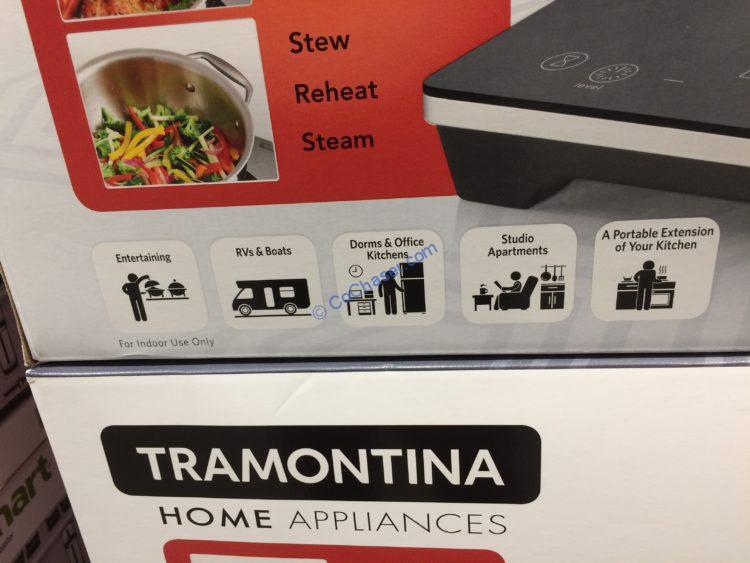 Stew
Reheat
Steam
level
Entertaining
RVs & Boats
Dorms & Office
Kitchens
Studio
Apartments
A Portable Extension
of Your Kitchen
© CoChaser.com
For Indoor Use Only
TRAMONTINA
HOME APPLIANCES